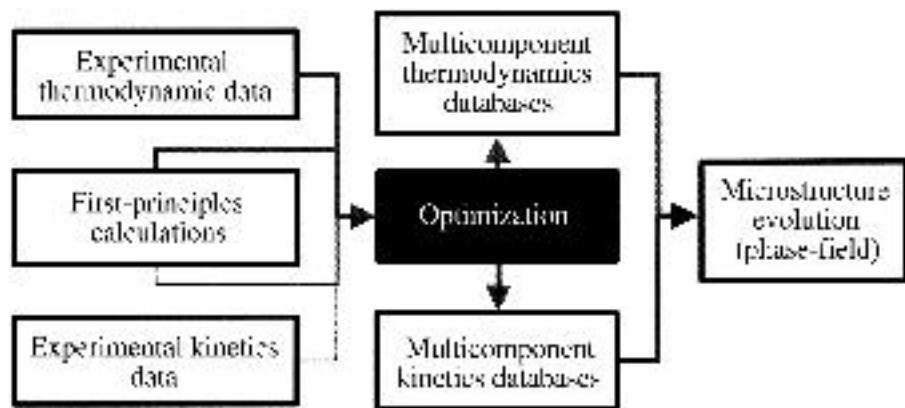 Experimental
thermodynamic data
First-principles
calculations
Experimental kinetics
data
Multicomponent
thermodynamics
databases
Optimization
Multicomponent
kinetics databases
Microstructure
evolution
(phase-field)